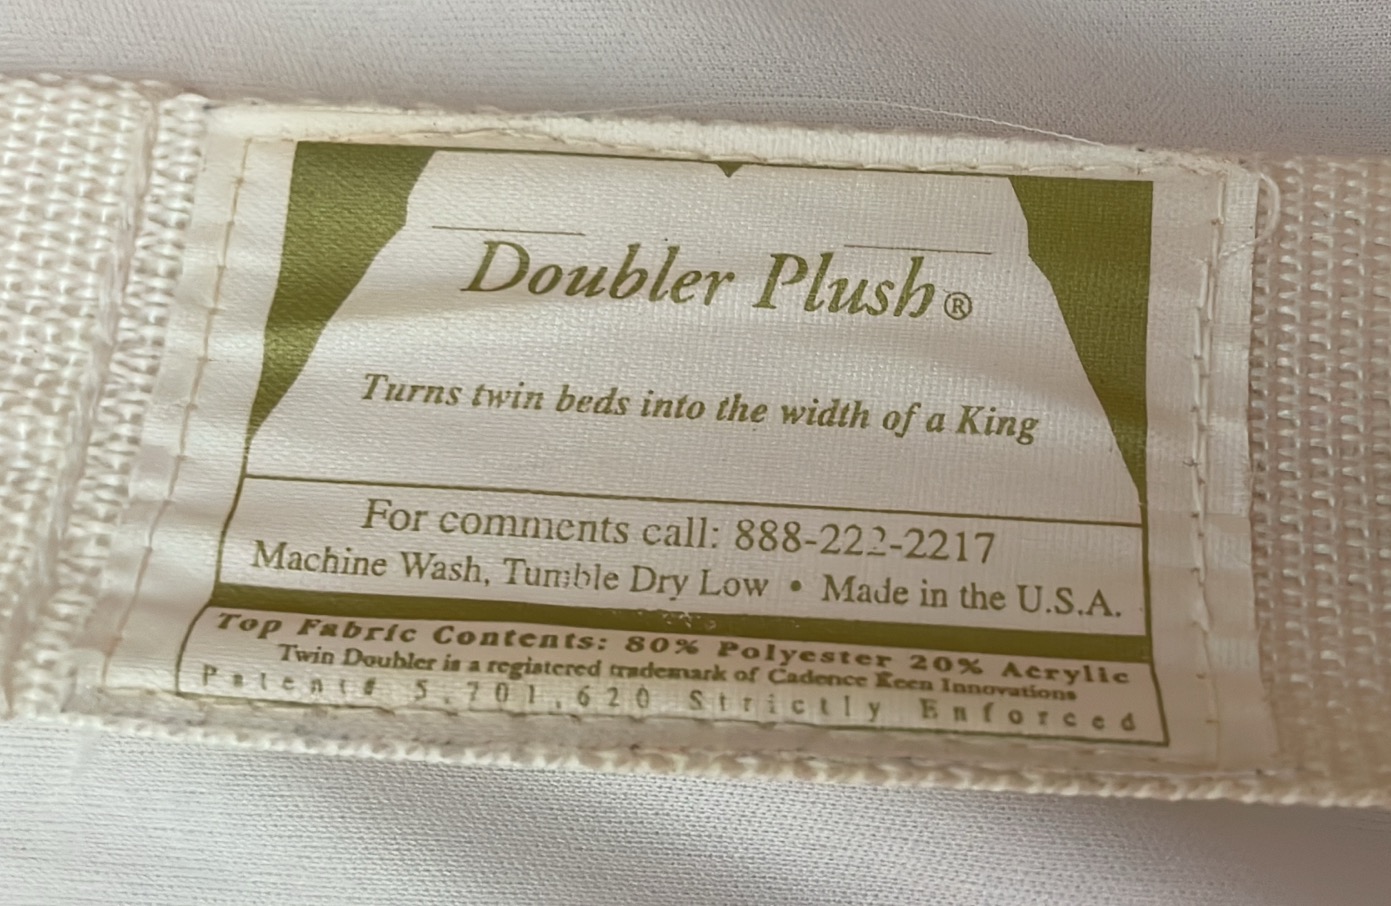 Doubler Plush®
Turns twin beds into the width of a King
For comments call: 888-222-2217
Machine Wash, Tumble Dry Low • Made in the U.S.A.
Top Fabric Contents: 80% Polyester 20% Acrylic
Twin Doubler is a registered trademark of Cadence Keen Innovations
Patent# 5,701,620 Strictly Enforced